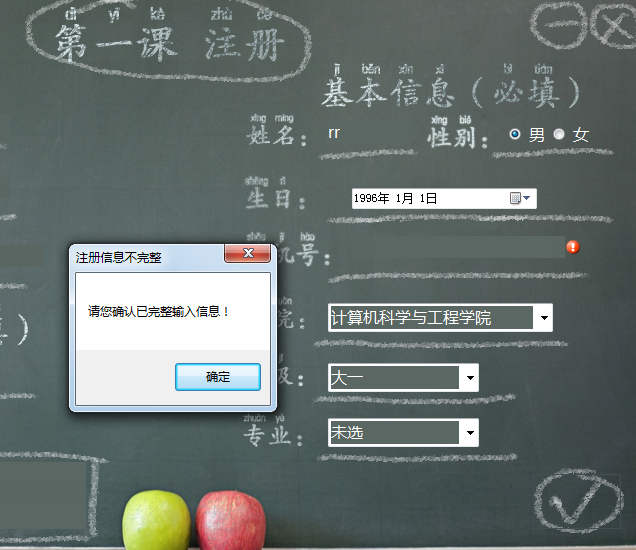 dì yī kè zhù cè
第一课 注册
jī běn xìn xī bì tián
基本信息（必填）
xìng míng
姓名： rr
xìng bié
性别： 男 女
shēng rì
生日： 1996年 1月 1日
shǒu jī hào
机号：
注册信息不完整
请您确认已完整输入信息！
确定
yuàn
院： 计算机科学与工程学院
级： 大一
zhuān yè
专业： 未选
）